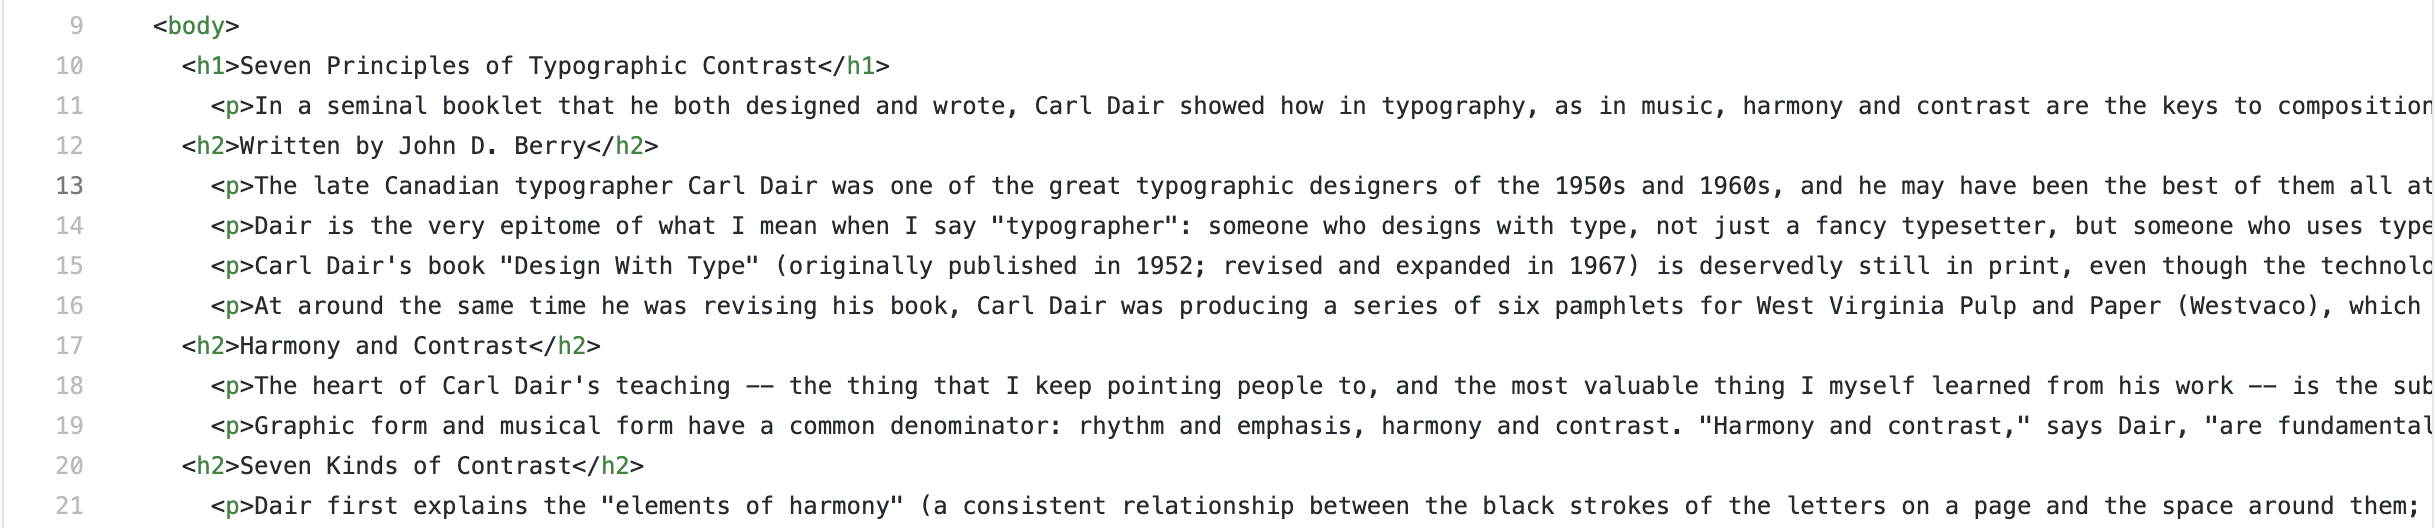 9 <body>
10 <h1>Seven Principles of Typographic Contrast</h1>
11 <p>In a seminal booklet that he both designed and wrote, Carl Dair showed how in typography, as in music, harmony and contrast are the keys to composition
12 <h2>Written by John D. Berry</h2>
13 <p>The late Canadian typographer Carl Dair was one of the great typographic designers of the 1950s and 1960s, and he may have been the best of them all at
14 <p>Dair is the very epitome of what I mean when I say "typographer": someone who designs with type, not just a fancy typesetter, but someone who uses type
15 <p>Carl Dair's book "Design With Type" (originally published in 1952; revised and expanded in 1967) is deservedly still in print, even though the technolo
16 <p>At around the same time he was revising his book, Carl Dair was producing a series of six pamphlets for West Virginia Pulp and Paper (Westvaco), which
17 <h2>Harmony and Contrast</h2>
18 <p>The heart of Carl Dair's teaching -- the thing that I keep pointing people to, and the most valuable thing I myself learned from his work -- is the sub
19 <p>Graphic form and musical form have a common denominator: rhythm and emphasis, harmony and contrast. "Harmony and contrast," says Dair, "are fundamental
20 <h2>Seven Kinds of Contrast</h2>
21 <p>Dair first explains the "elements of harmony" (a consistent relationship between the black strokes of the letters on a page and the space around them;